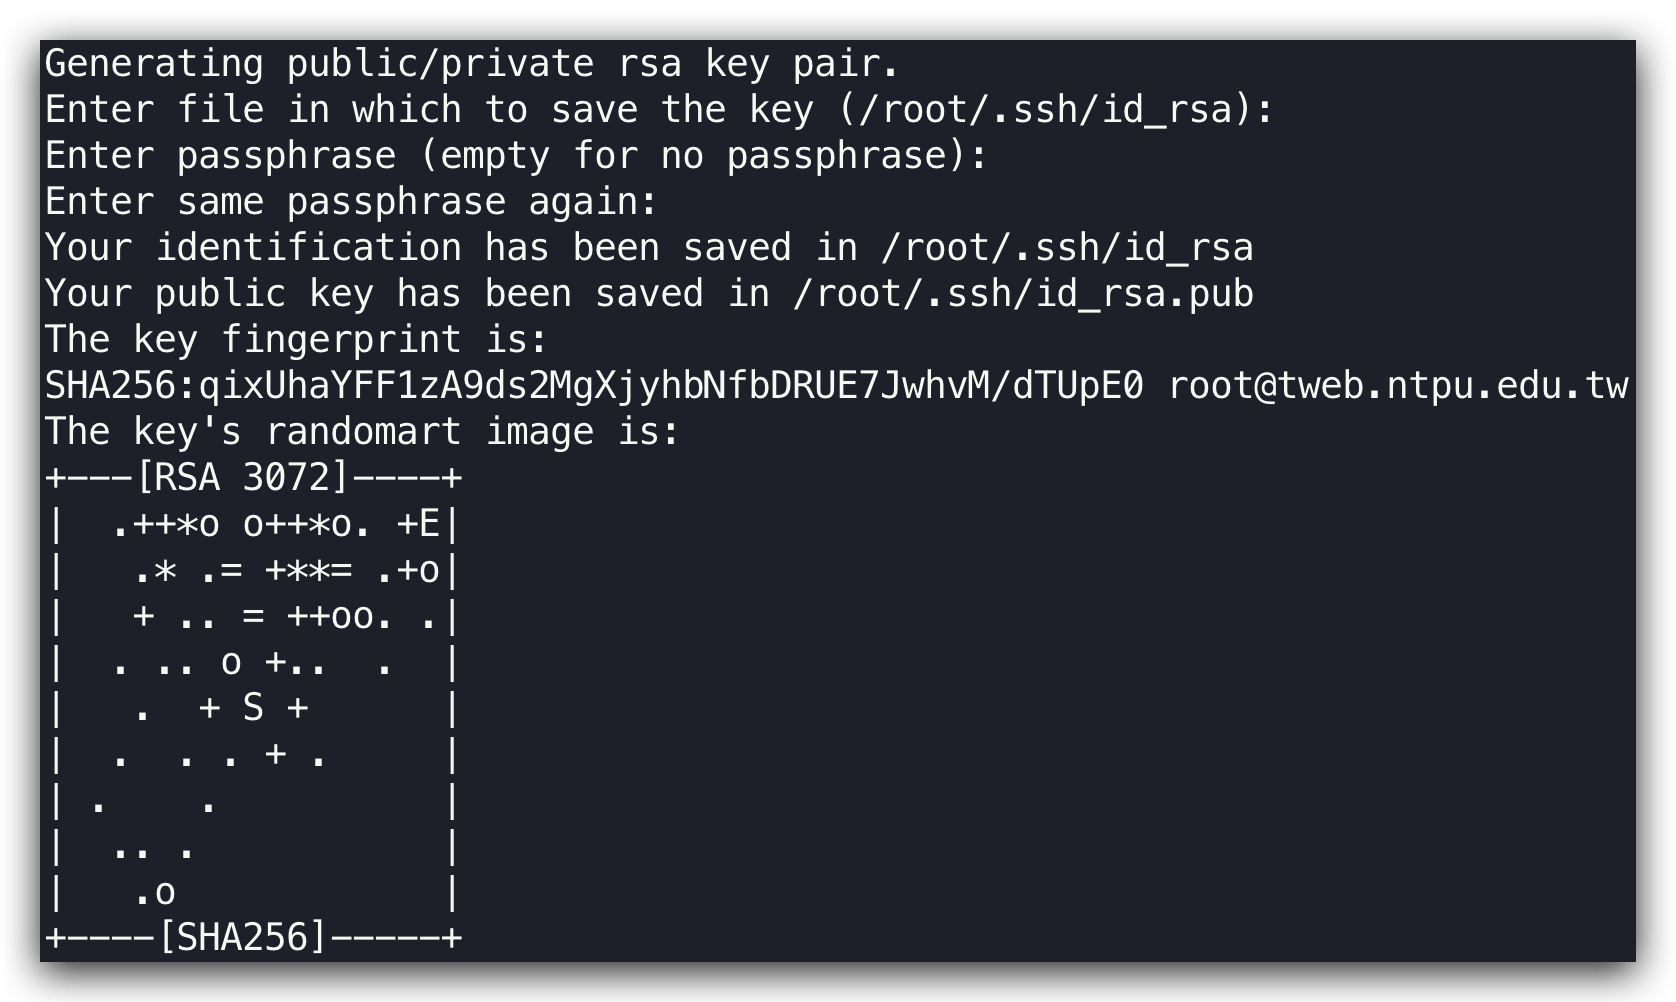 Generating public/private rsa key pair.
Enter file in which to save the key (/root/.ssh/id_rsa):
Enter passphrase (empty for no passphrase):
Enter same passphrase again:
Your identification has been saved in /root/.ssh/id_rsa
Your public key has been saved in /root/.ssh/id_rsa.pub
The key fingerprint is:
SHA256:qixUhaYFF1zA9ds2MgXjyhbNfbDRUE7JwhvM/dTUpE0 root@tweb.ntpu.edu.tw
The key's randomart image is:
+---[RSA 3072]----+
|  .++*o o++*o. +E|
|   .* .= +**= .+o|
|   + .. = ++oo. .|
|  . .. o +..  .  |
|   .  + S +      |
|  .  . . + .     |
| .    .          |
|  .. .           |
|   .o            |
+----[SHA256]-----+